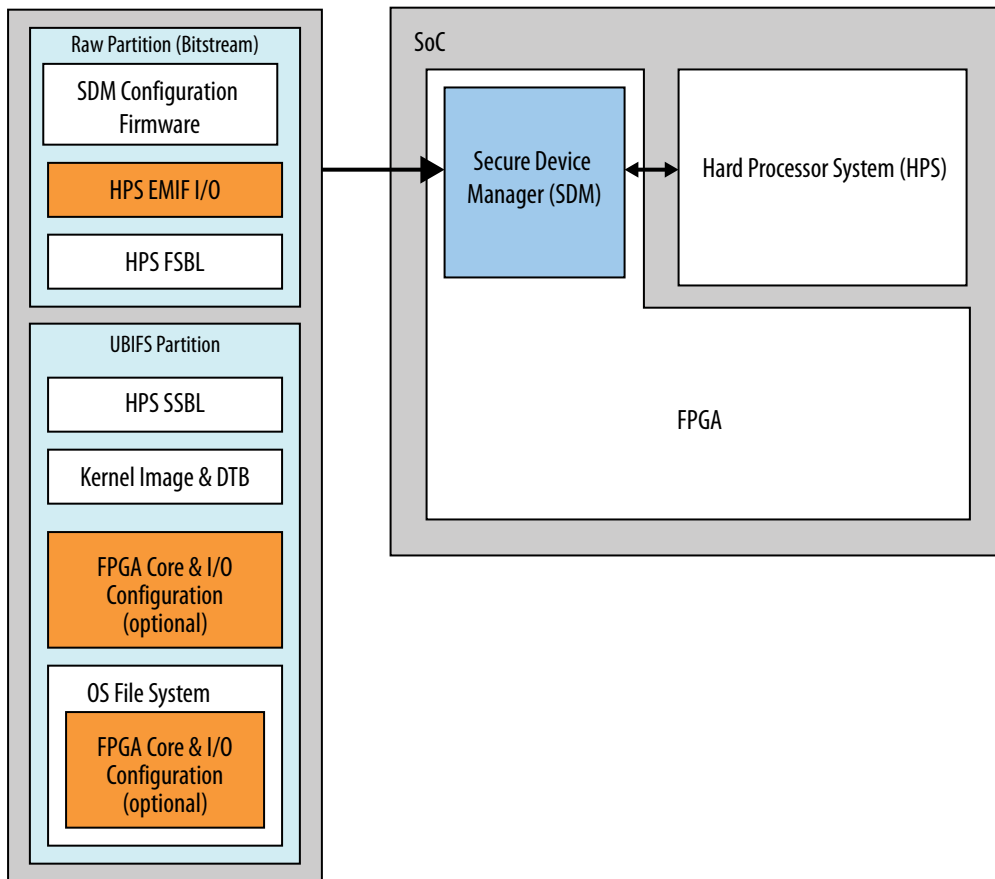 Raw Partition (Bitstream)
SDM Configuration
Firmware
HPS EMIF I/O
HPS FSBL
UBIFS Partition
HPS SSBL
Kernel Image & DTB
FPGA Core & I/O
Configuration
(optional)
OS File System
FPGA Core & I/O
Configuration
(optional)
SoC
Secure Device
Manager (SDM)
Hard Processor System (HPS)
FPGA